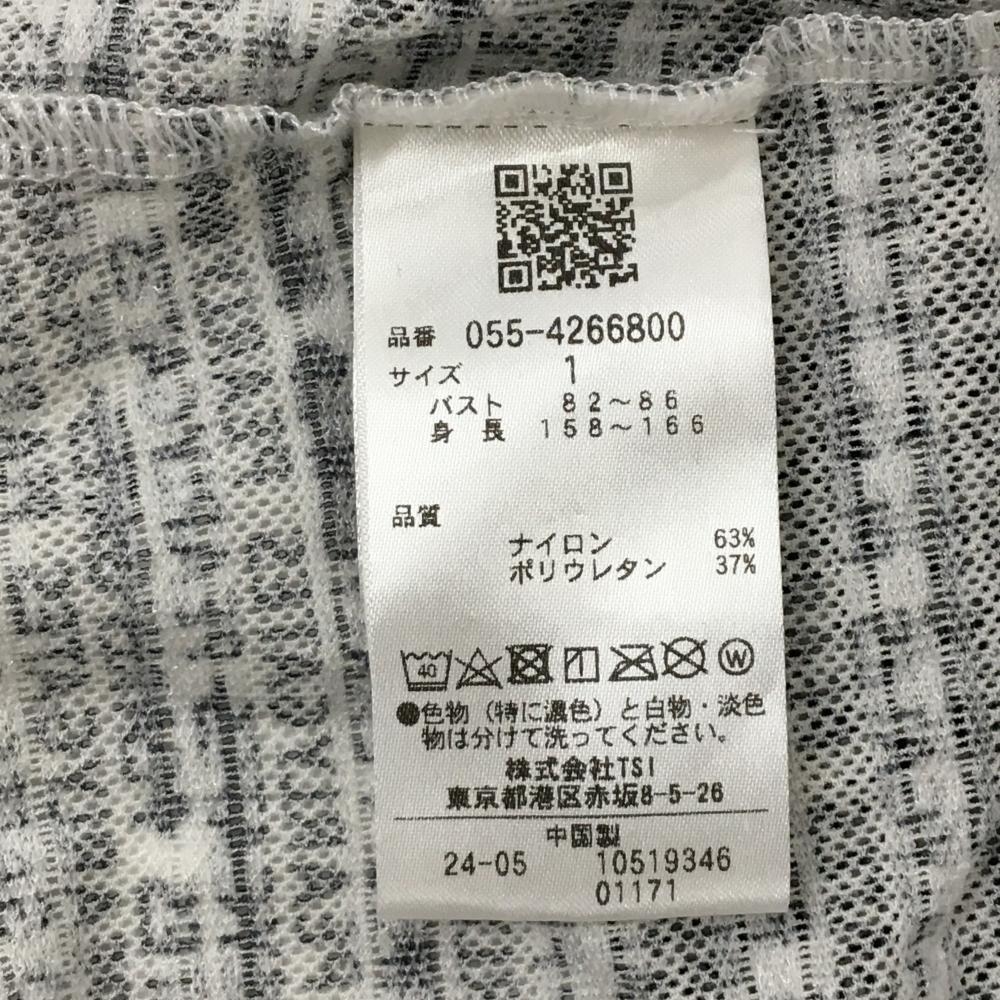 品番 055-4266800
サイズ 1
バスト 82~86
身長 158~166
品質
ナイロン 63%
ポリウレタン 37%
40 W
●色物(特に濃色)と白物・淡色
物は分けて洗ってください。
株式会社TSI
東京都港区赤坂8-5-26
中国製
24-05 10519346
01171